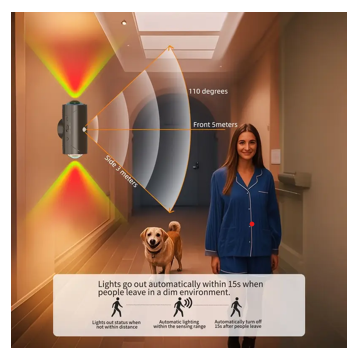 110 degrees
Front 5meters
Side 3 meters
Lights go out automatically within 15s when
people leave in a dim environment.
Lights out status when
not within distance
Automatic lighting
within the sensing range
Automatically turn off
15s after people leave